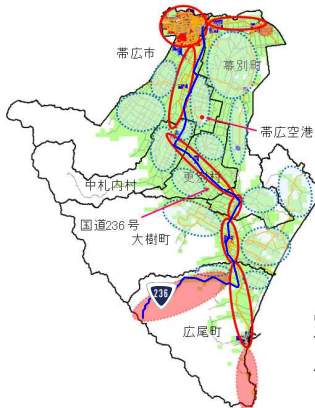 帯広市
幕別町
帯広空港
中札内村
更別村
国道236号
大樹町
236
広尾町